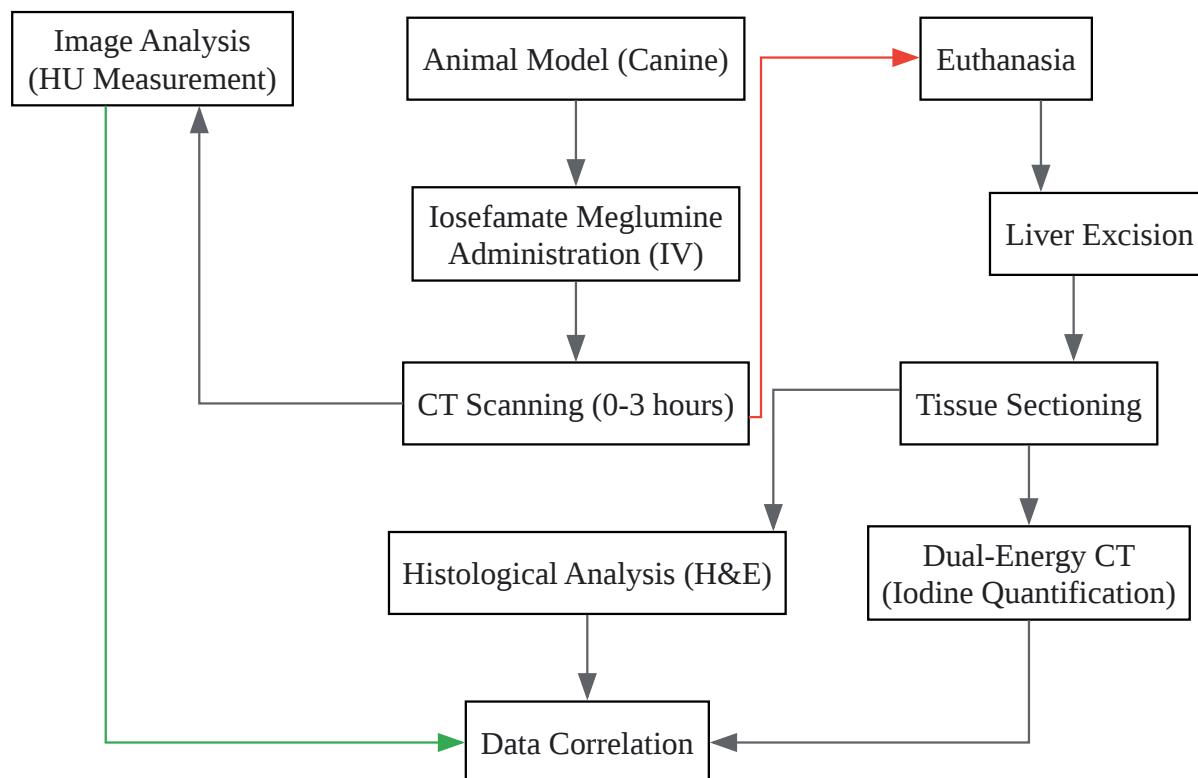 Image Analysis
(HU Measurement)
Animal Model (Canine)
Euthanasia
Iosefamate Meglumine
Administration (IV)
Liver Excision
CT Scanning (0-3 hours)
Tissue Sectioning
Histological Analysis (H&E)
Dual-Energy CT
(Iodine Quantification)
Data Correlation